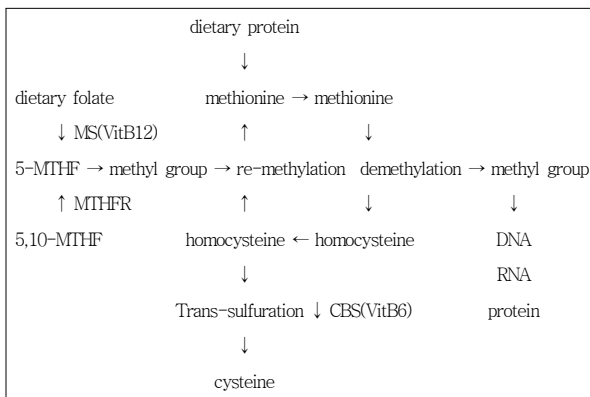 dietary protein
↓
dietary folate methionine → methionine
↓ MS(VitB12) ↑ ↓
5-MTHF → methyl group → re-methylation demethylation → methyl group
↑ MTHFR ↑ ↓ ↓
5,10-MTHF homocysteine ← homocysteine DNA
↓ RNA
Trans-sulfuration ↓ CBS(VitB6) protein
↓
cysteine